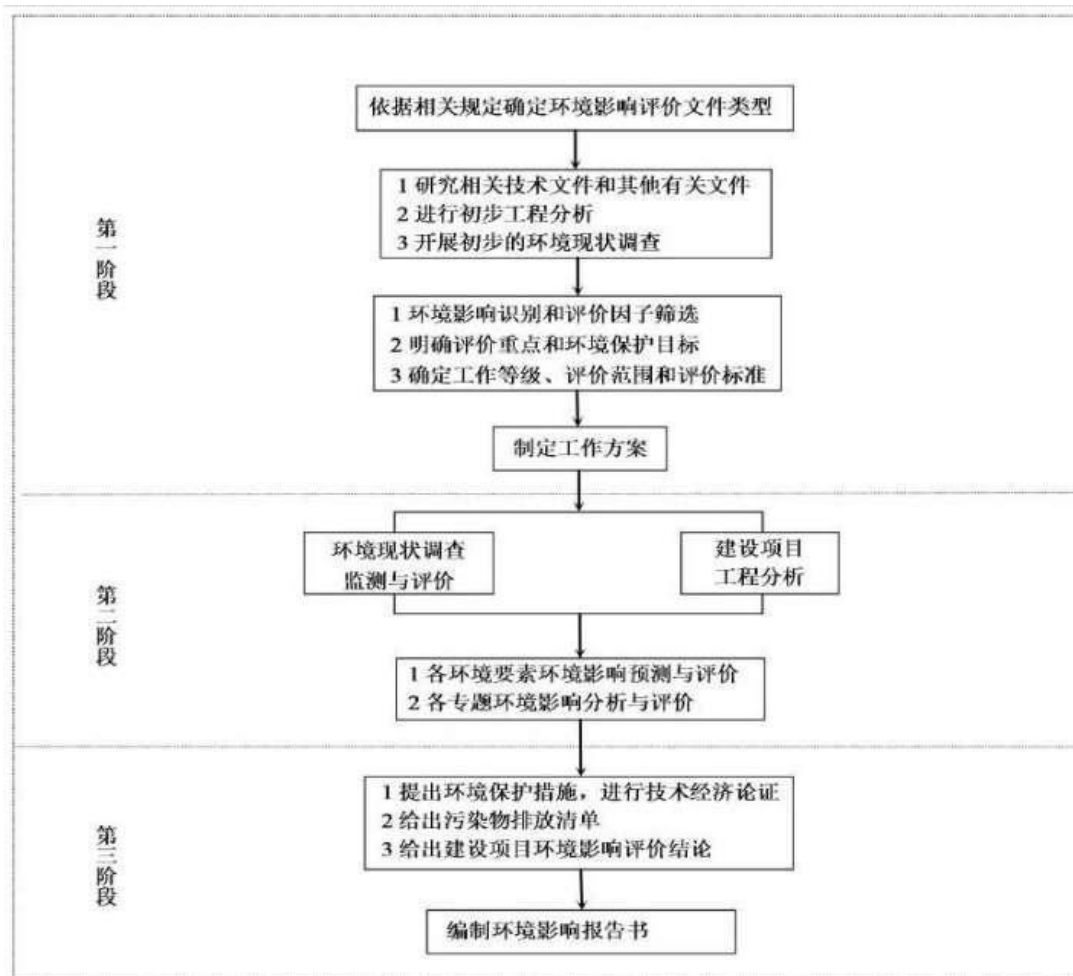 依据相关规定确定环境影响评价文件类型
1 研究相关技术文件和其他有关文件
2 进行初步工程分析
3 开展初步的环境现状调查
第一阶段
1 环境影响识别和评价因子筛选
2 明确评价重点和环境保护目标
3 确定工作等级、评价范围和评价标准
制定工作方案
环境现状调查
监测与评价
建设项目
工程分析
第二阶段
1 各环境要素环境影响预测与评价
2 各专题环境影响分析与评价
1 提出环境保护措施，进行技术经济论证
2 给出污染物排放清单
3 给出建设项目环境影响评价结论
第三阶段
编制环境影响报告书